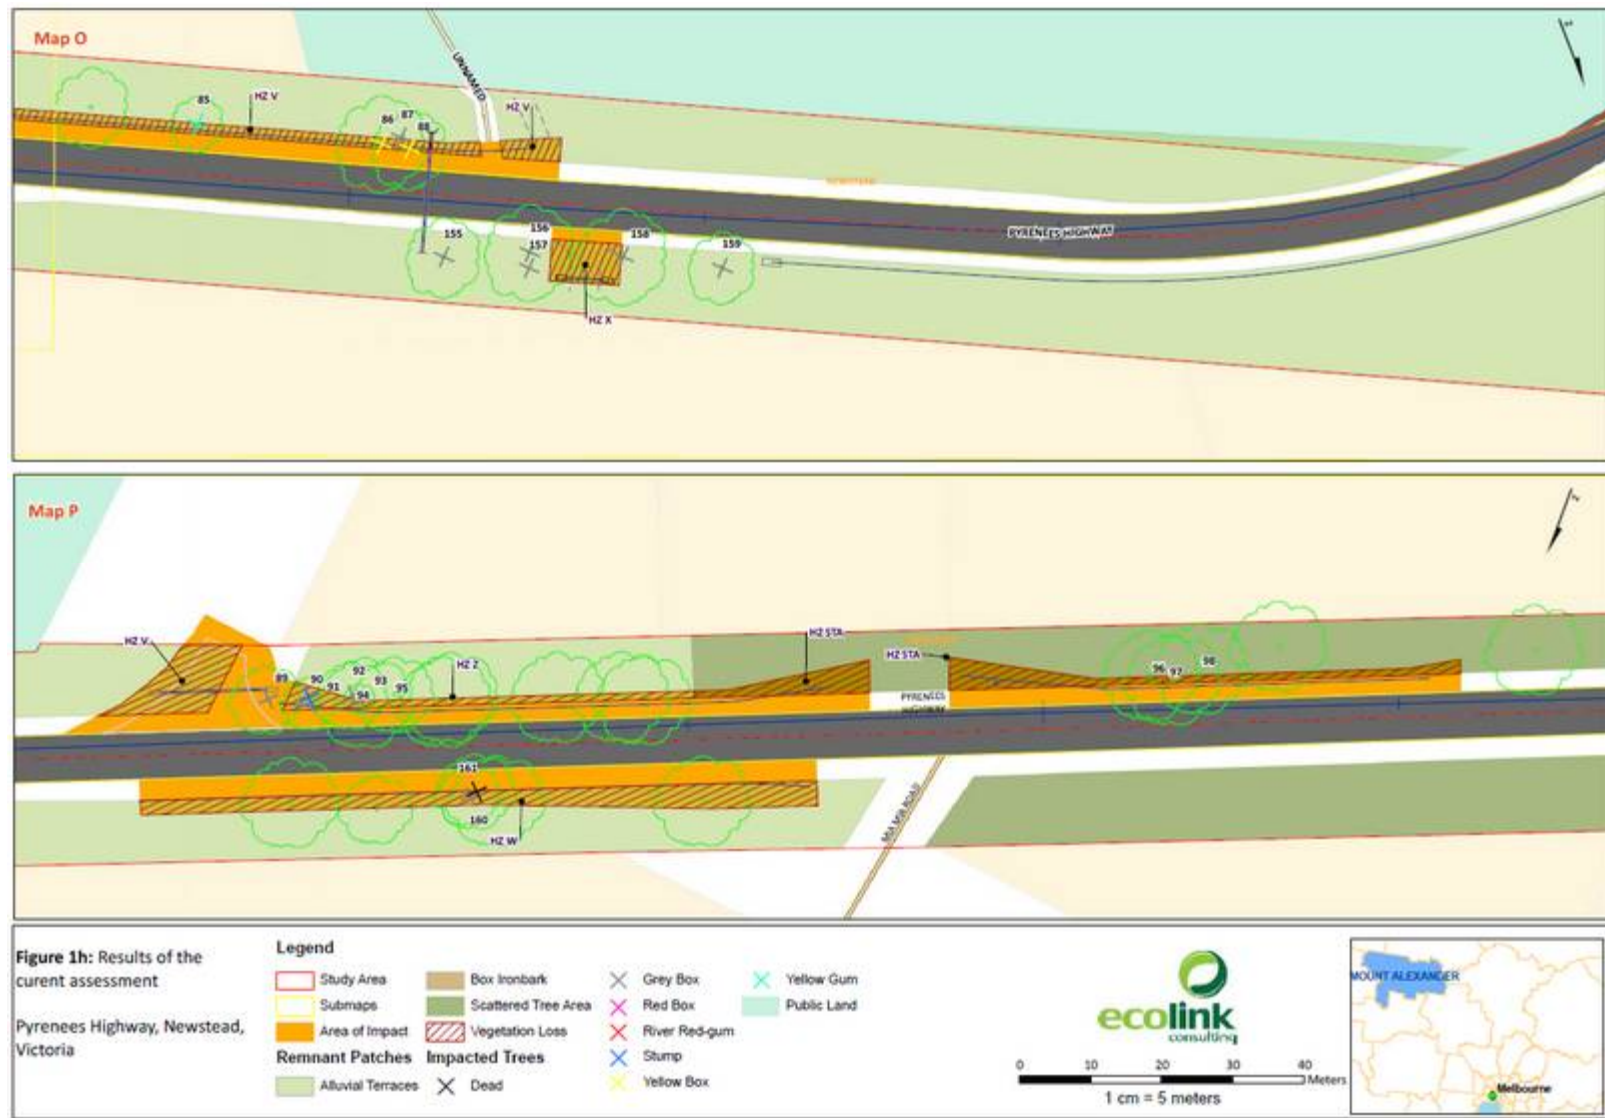 Map O
UNNAMED
HZ V
85
86
87
88
HZ V
PYRENEES HIGHWAY
155
156
157
158
159
HZ X
Map P
HZ V
89
90
91
92
93
94
95
HZ Z
HZ STA
HZ STA
96
97
98
PYRENEES
HIGHWAY
161
160
HZ W
MIA MIA ROAD
Figure 1h: Results of the
curent assessment
Pyrenees Highway, Newstead,
Victoria
Legend
Study Area
Submaps
Area of Impact
Remnant Patches
Alluvial Terraces
Box Ironbark
Scattered Tree Area
Vegetation Loss
Impacted Trees
Dead
Grey Box
Red Box
River Red-gum
Stump
Yellow Box
Yellow Gum
Public Land
ecolink
consulting
0 10 20 30 40
Meters
1 cm = 5 meters
MOUNT ALEXANDER
Melbourne